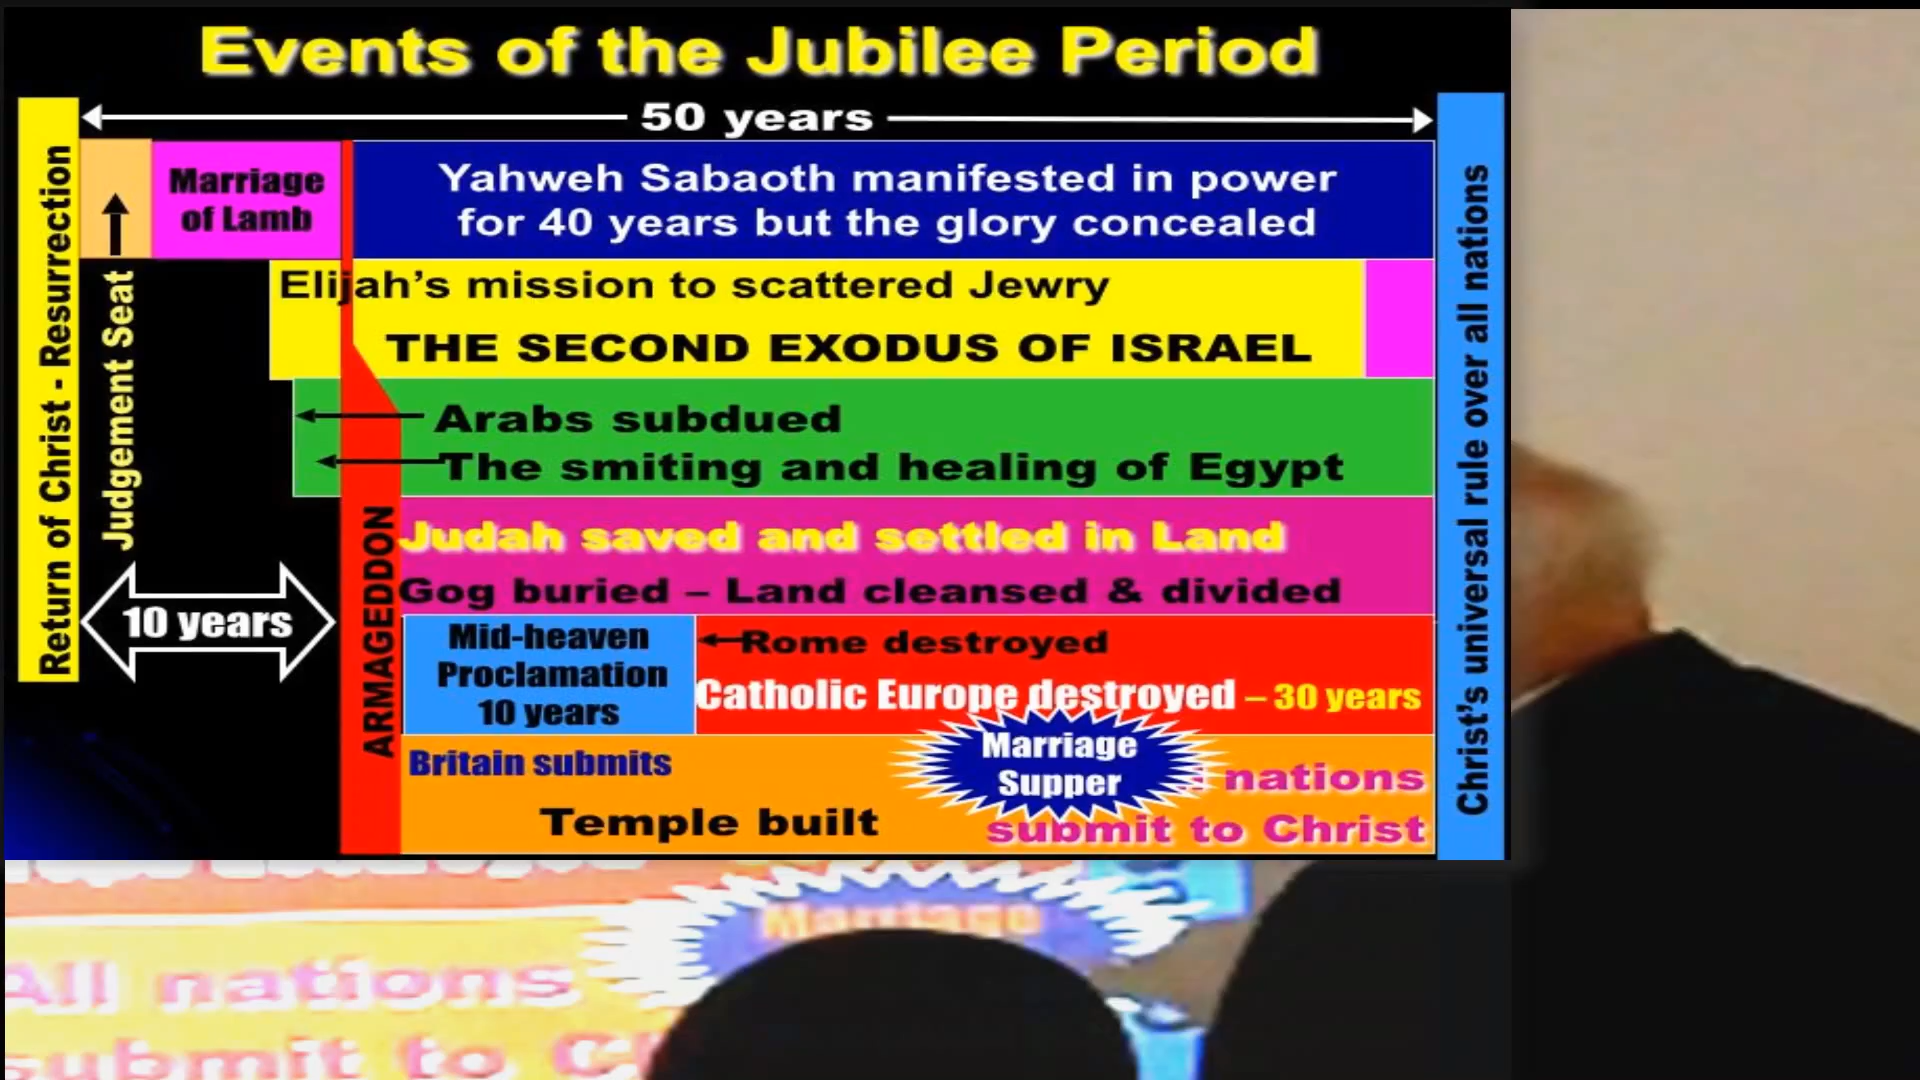 Events of the Jubilee Period
50 years
Return of Christ - Resurrection
Judgement Seat
Marriage
of Lamb
Yahweh Sabaoth manifested in power
for 40 years but the glory concealed
Elijah's mission to scattered Jewry
THE SECOND EXODUS OF ISRAEL
Arabs subdued
The smiting and healing of Egypt
10 years
ARMAGEDDON
Judah saved and settled in Land
Gog buried – Land cleansed & divided
Mid-heaven
Proclamation
10 years
Rome destroyed
Catholic Europe destroyed – 30 years
Britain submits
Temple built
Marriage
Supper
nations
submit to Christ
Christ's universal rule over all nations
Marriage
All nations
submit to